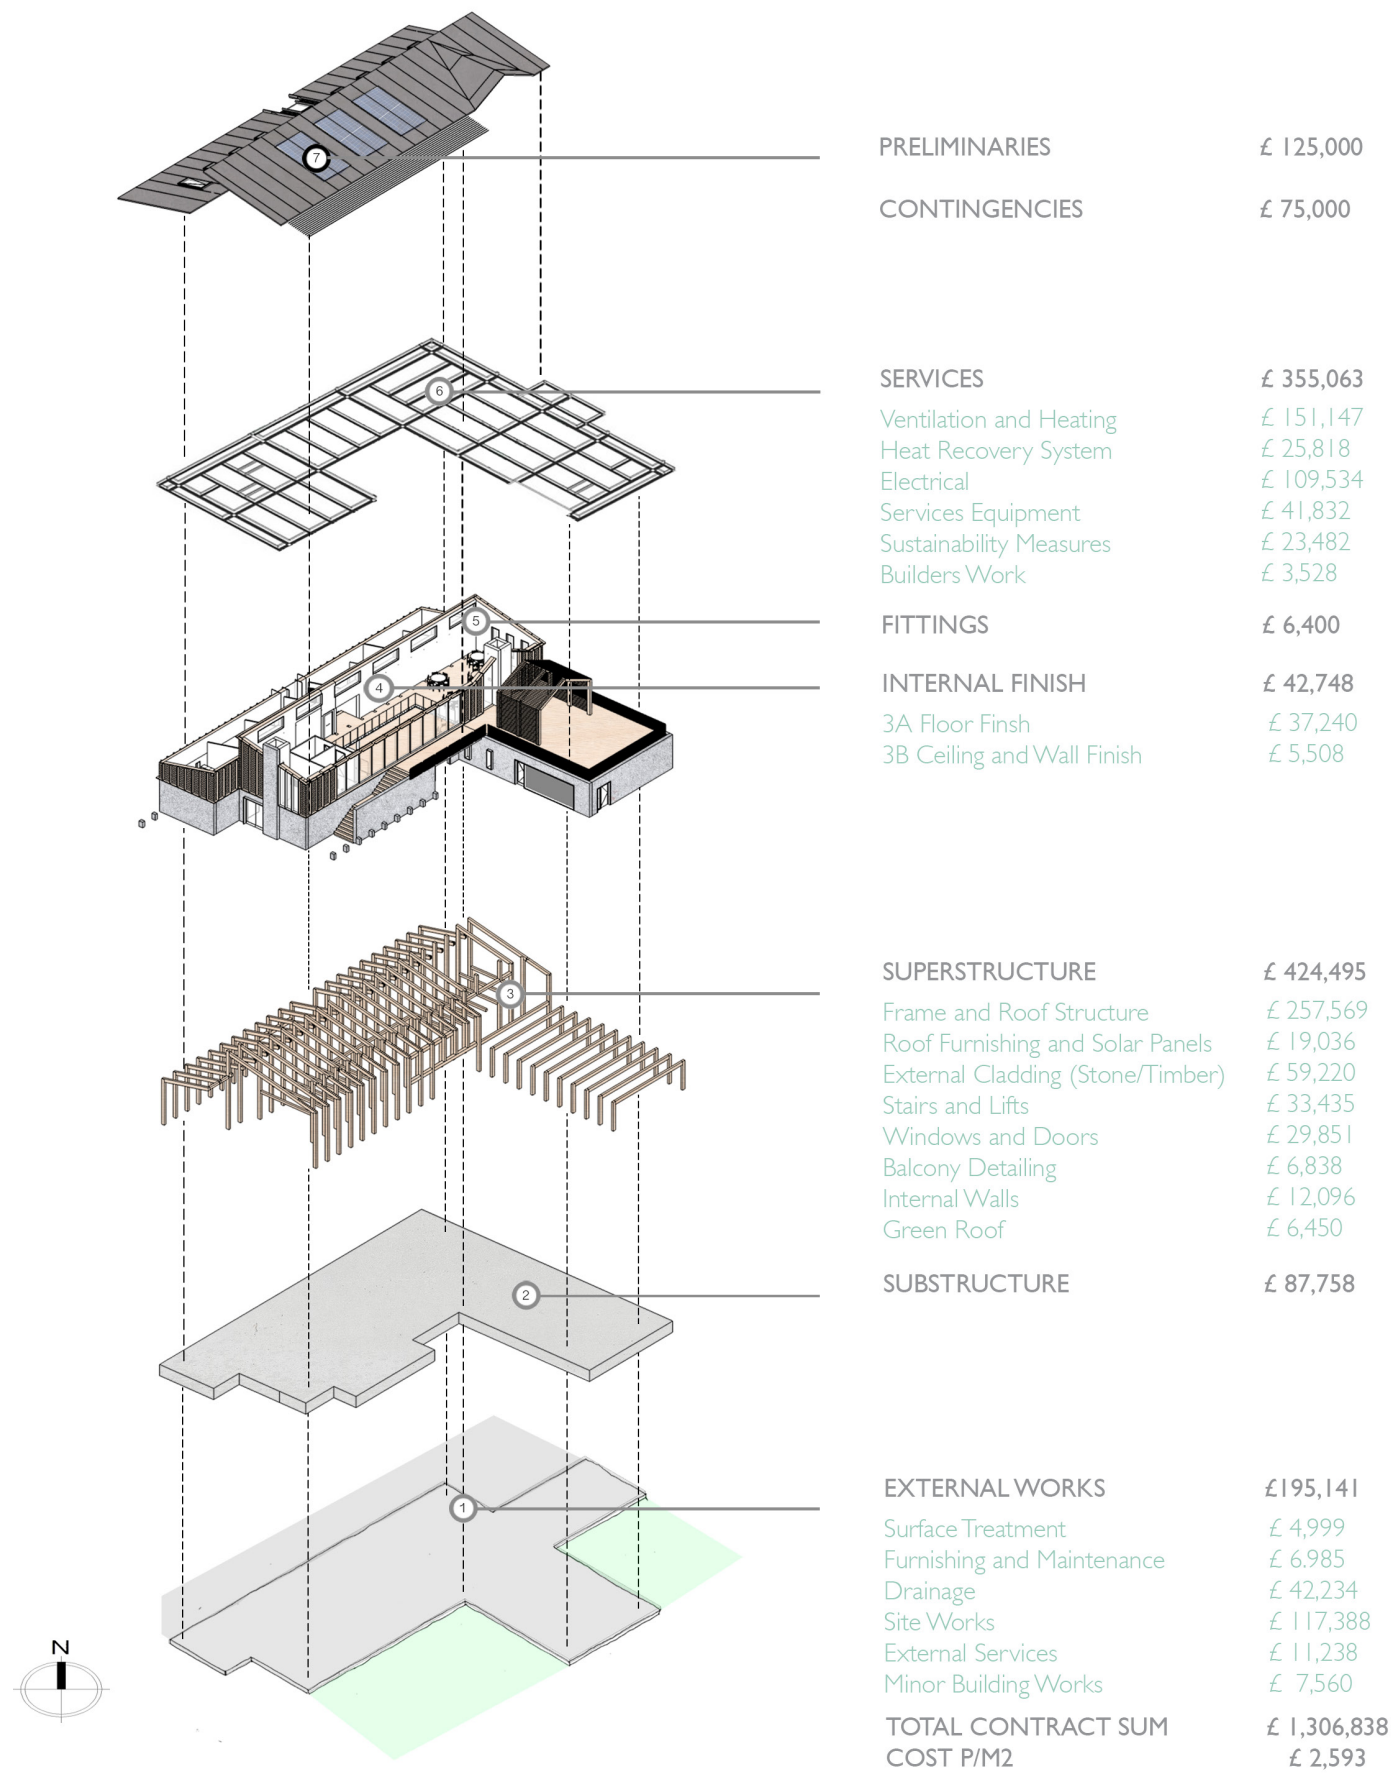 PRELIMINARIES £ 125,000
7
CONTINGENCIES £ 75,000
SERVICES £ 355,063
6
Ventilation and Heating £ 151,147
Heat Recovery System £ 25,818
Electrical £ 109,534
Services Equipment £ 41,832
Sustainability Measures £ 23,482
Builders Work £ 3,528
5
FITTINGS £ 6,400
4
INTERNAL FINISH £ 42,748
3A Floor Finsh £ 37,240
3B Ceiling and Wall Finish £ 5,508
SUPERSTRUCTURE £ 424,495
3
Frame and Roof Structure £ 257,569
Roof Furnishing and Solar Panels £ 19,036
External Cladding (Stone/Timber) £ 59,220
Stairs and Lifts £ 33,435
Windows and Doors £ 29,851
Balcony Detailing £ 6,838
Internal Walls £ 12,096
Green Roof £ 6,450
2
SUBSTRUCTURE £ 87,758
EXTERNAL WORKS £195,141
1
Surface Treatment £ 4,999
Furnishing and Maintenance £ 6.985
Drainage £ 42,234
Site Works £ 117,388
External Services £ 11,238
Minor Building Works £ 7,560
N
TOTAL CONTRACT SUM £ 1,306,838
COST P/M2 £ 2,593